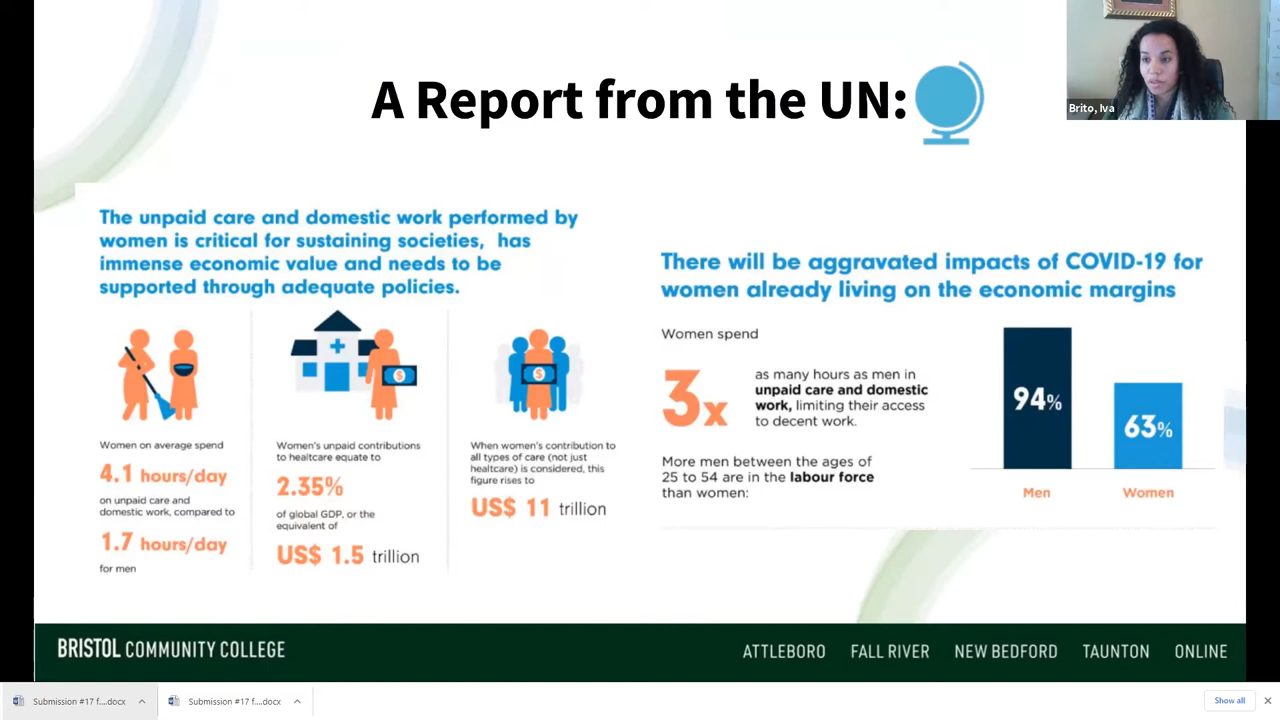 A Report from the UN:
Brito, Iva
The unpaid care and domestic work performed by
women is critical for sustaining societies, has
immense economic value and needs to be
supported through adequate policies.
Women on average spend
4.1 hours/day
on unpaid care and
domestic work, compared to
1.7 hours/day
for men
Women's unpaid contributions
to healtcare equate to
2.35%
of global GDP, or the
equivalent of
US$ 1.5 trillion
When women's contribution to
all types of care (not just
healtcare) is considered, this
figure rises to
US$ 11 trillion
There will be aggravated impacts of COVID-19 for
women already living on the economic margins
Women spend
3x
as many hours as men in
unpaid care and domestic
work, limiting their access
to decent work.
More men between the ages of
25 to 54 are in the labour force
than women:
94%
63%
Men
Women
BRISTOL COMMUNITY COLLEGE
ATTLEBORO FALL RIVER NEW BEDFORD TAUNTON ONLINE
Submission #17 f....docx
Submission #17 f....docx
Show all